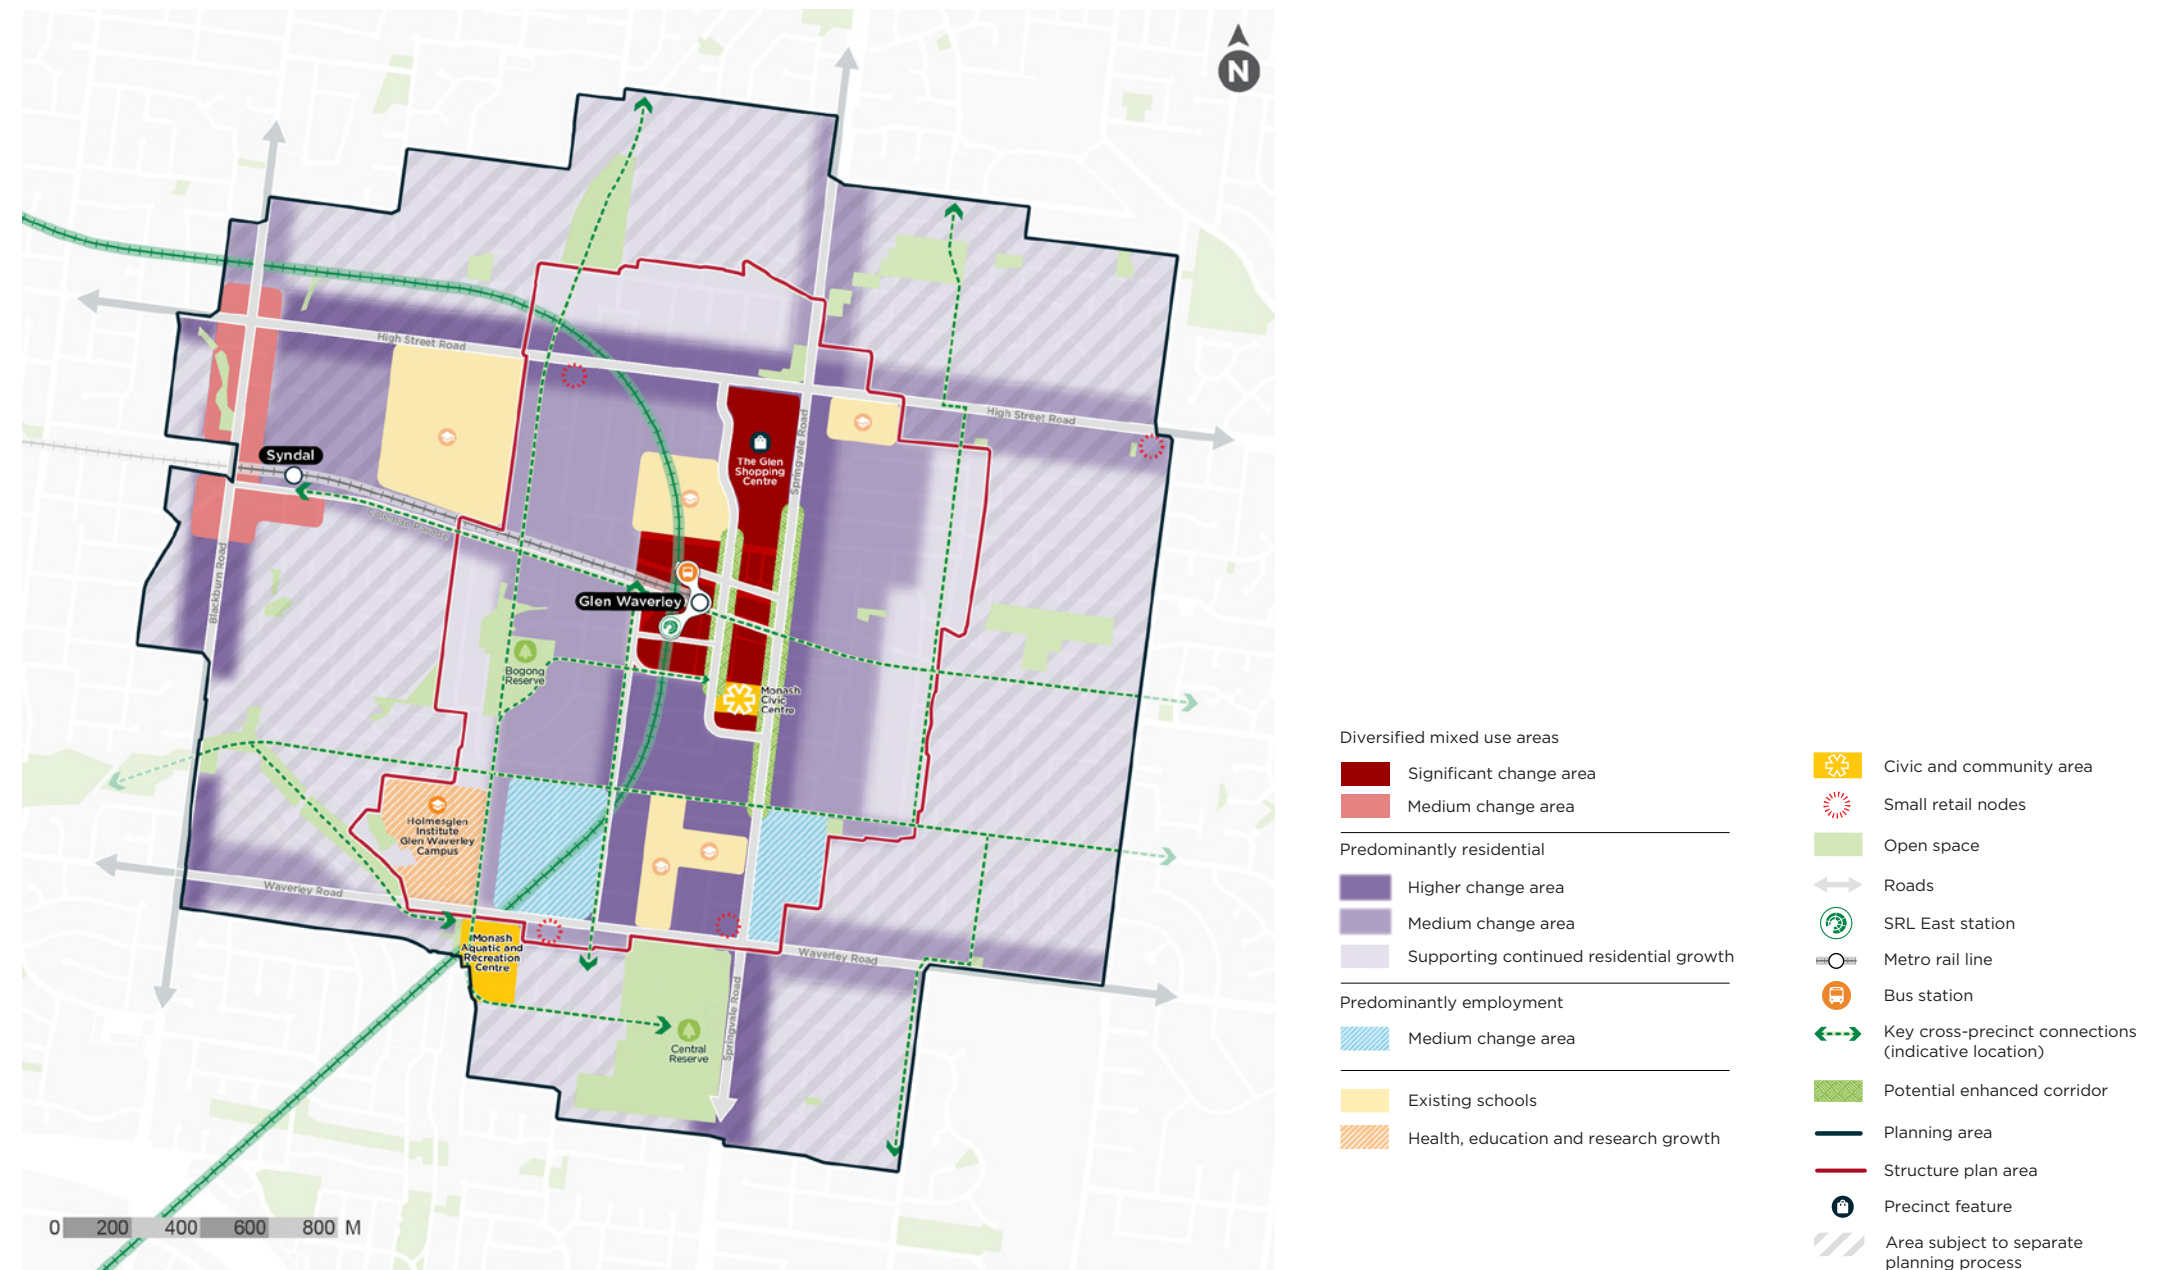 N
High Street Road
Syndal
Coleman Parade
Blackburn Road
The Glen
Shopping
Centre
Springvale Road
High Street Road
Glen Waverley
Bogong
Reserve
Monash
Civic
Centre
Holmesglen
Institute
Glen Waverley
Campus
Waverley Road
Monash
Aquatic and
Recreation
Centre
Waverley Road
Springvale Road
Central
Reserve
0 200 400 600 800 M
Diversified mixed use areas
Significant change area
Medium change area
Predominantly residential
Higher change area
Medium change area
Supporting continued residential growth
Predominantly employment
Medium change area
Existing schools
Health, education and research growth
Civic and community area
Small retail nodes
Open space
Roads
SRL East station
Metro rail line
Bus station
Key cross-precinct connections
(indicative location)
Potential enhanced corridor
Planning area
Structure plan area
Precinct feature
Area subject to separate
planning process